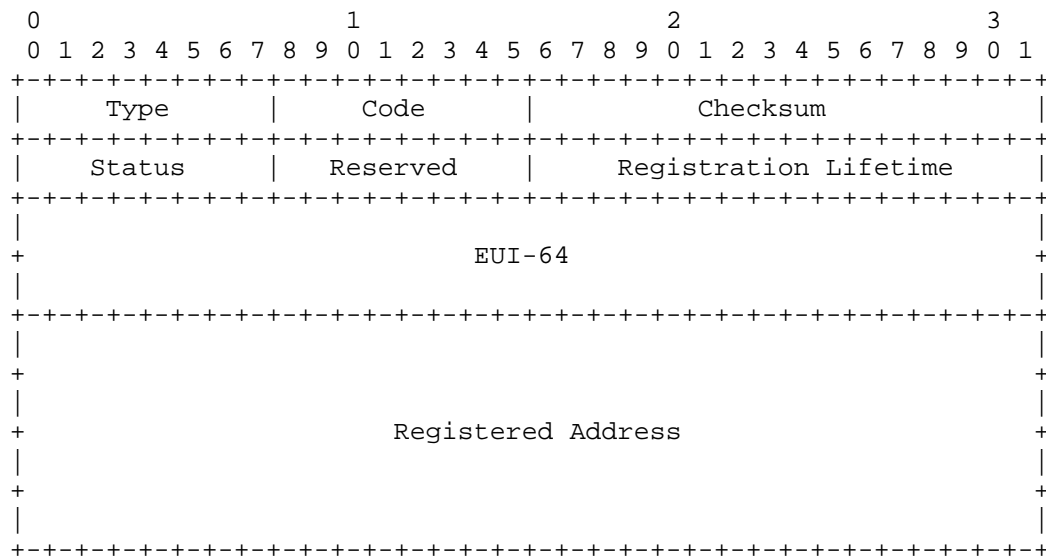 0                   1                   2                   3
 0 1 2 3 4 5 6 7 8 9 0 1 2 3 4 5 6 7 8 9 0 1 2 3 4 5 6 7 8 9 0 1
+-+-+-+-+-+-+-+-+-+-+-+-+-+-+-+-+-+-+-+-+-+-+-+-+-+-+-+-+-+-+-+-+
|     Type      |     Code      |          Checksum             |
+-+-+-+-+-+-+-+-+-+-+-+-+-+-+-+-+-+-+-+-+-+-+-+-+-+-+-+-+-+-+-+-+
|    Status     |   Reserved    |     Registration Lifetime     |
+-+-+-+-+-+-+-+-+-+-+-+-+-+-+-+-+-+-+-+-+-+-+-+-+-+-+-+-+-+-+-+-+
|                                                               |
+                            EUI-64                             +
|                                                               |
+-+-+-+-+-+-+-+-+-+-+-+-+-+-+-+-+-+-+-+-+-+-+-+-+-+-+-+-+-+-+-+-+
|                                                               |
+                                                               +
|                                                               |
+                       Registered Address                      +
|                                                               |
+                                                               +
|                                                               |
+-+-+-+-+-+-+-+-+-+-+-+-+-+-+-+-+-+-+-+-+-+-+-+-+-+-+-+-+-+-+-+-+